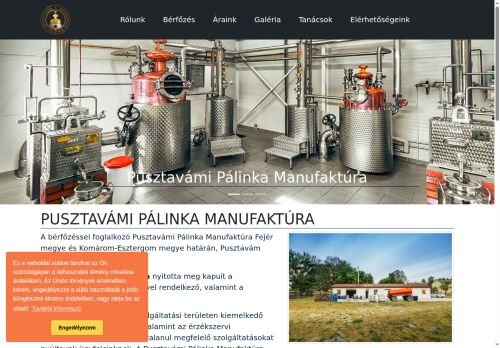 Rólunk Bérfőzés Áraink Galéria Tanácsok Elérhetőségeink
Pusztavámi Pálinka Manufaktúra
PUSZTAVÁMI PÁLINKA MANUFAKTÚRA
A bérfőzéssel foglalkozó Pusztavámi Pálinka Manufaktúra Fejér
megye és Komárom-Esztergom megye határán, Pusztavám
nyitotta meg kapuit a
vel rendelkező, valamint a
lgáltatási területen kiemelkedő
alamint az érzékszervi
talanul megfelelő szolgáltatásokat
Ez a weboldal sütiket tárolhat az Ön
számítógépén a felhasználói élmény növelése
érdekében. Az Uniós törvények értelmében
kérem, engedélyezze a sütik használatát a jobb
böngészési élmény érdekében, vagy zárja be az
oldalt! További információ
Engedélyezem